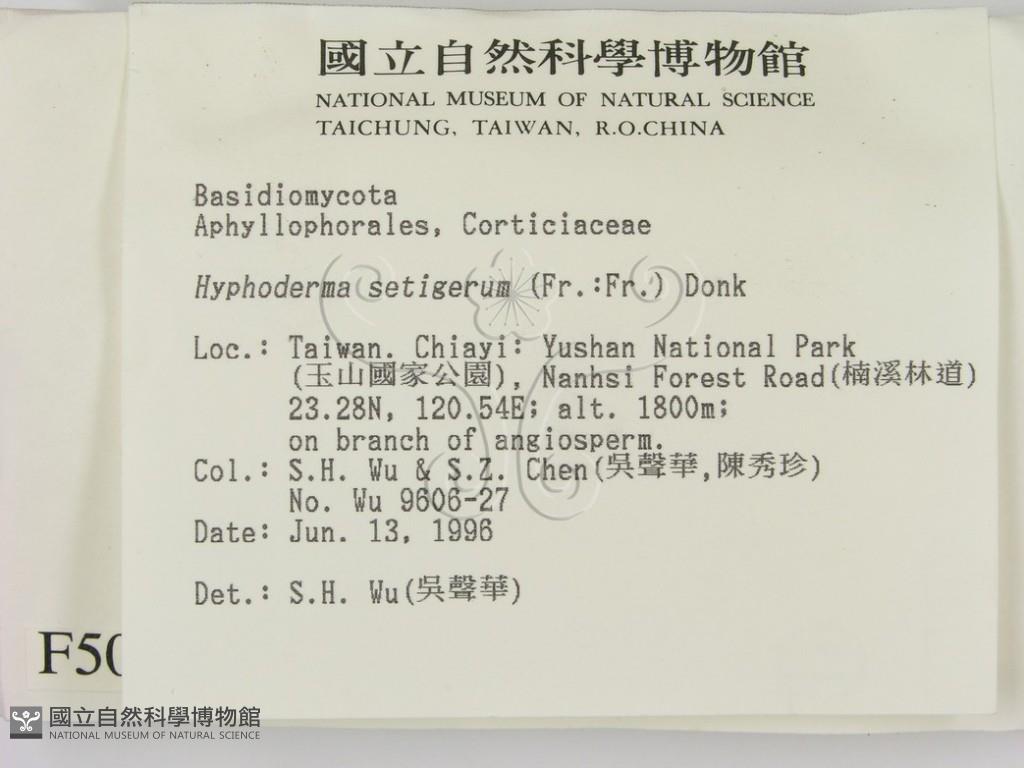 國立自然科學博物館
NATIONAL MUSEUM OF NATURAL SCIENCE
TAICHUNG, TAIWAN, R.O.CHINA
Basidiomycota
Aphyllophorales, Corticiaceae
Hyphoderma setigerum (Fr.:Fr.) Donk
Loc.: Taiwan. Chiayi: Yushan National Park
(玉山國家公園), Nanhsi Forest Road(楠溪林道)
23.28N, 120.54E; alt. 1800m;
on branch of angiosperm.
Col.: S.H. Wu & S.Z. Chen(吳聲華,陳秀珍)
No. Wu 9606-27
Date: Jun. 13, 1996
Det.: S.H. Wu(吳聲華)
F50
國立自然科學博物館
NATIONAL MUSEUM OF NATURAL SCIENCE